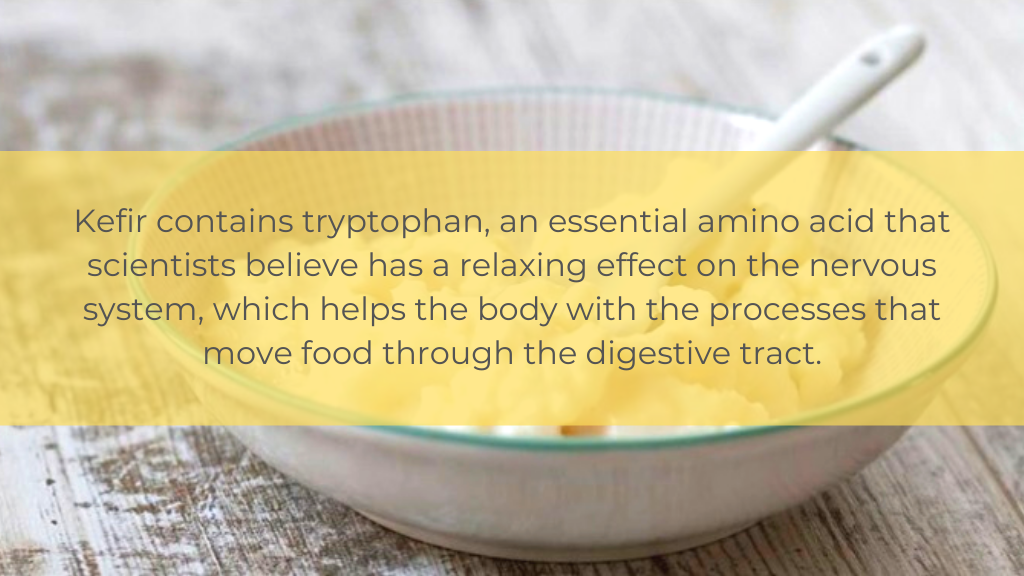 Kefir contains tryptophan, an essential amino acid that
scientists believe has a relaxing effect on the nervous
system, which helps the body with the processes that
move food through the digestive tract.